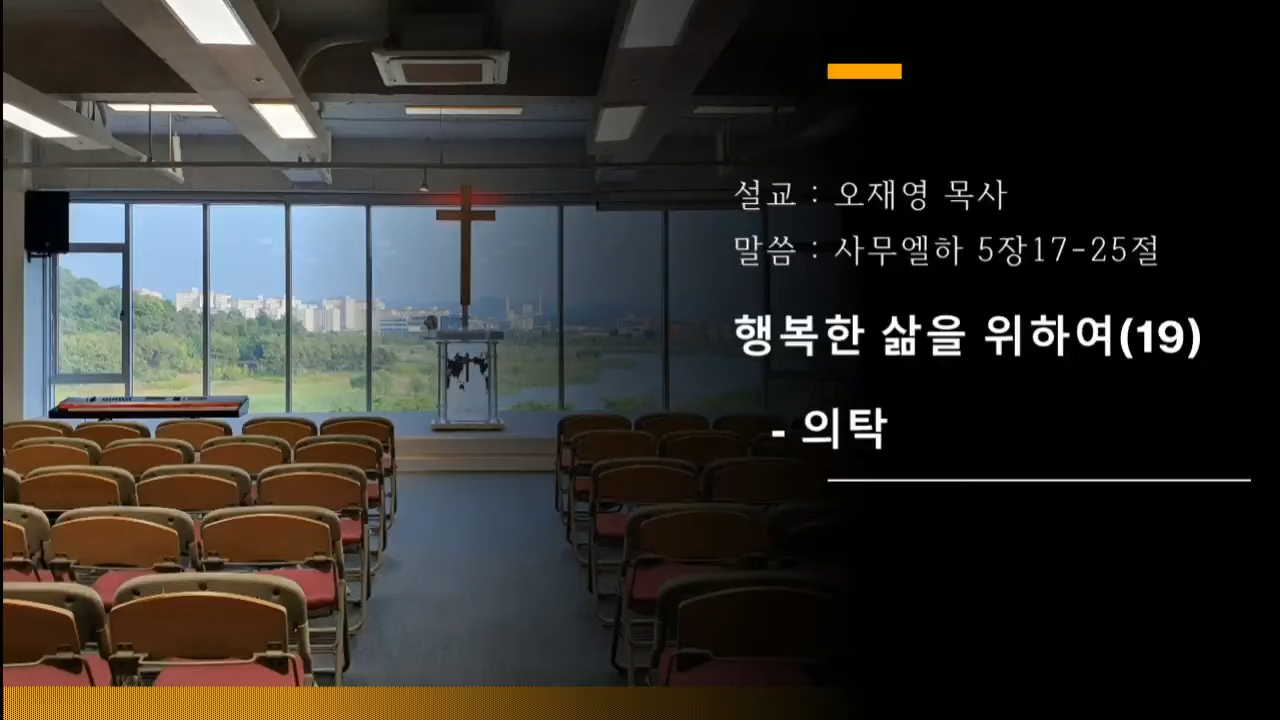 설교 : 오재영 목사
말씀 : 사무엘하 5장17-25절
행복한 삶을 위하여(19)
- 의탁